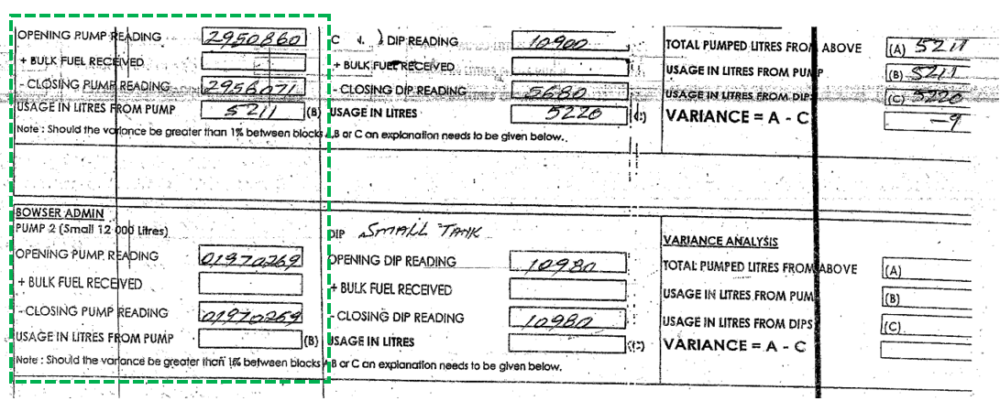 OPENING PUMP READING 2950860
+ BULK FUEL RECEIVED
- CLOSING PUMP READING 2956071
USAGE IN LITRES FROM PUMP 5211 (B)
Note : Should the variance be greater than 1% between blocks A,B or C an explanation needs to be given below.
DIP READING 10900
+ BULK FUEL RECEIVED
- CLOSING DIP READING 5680
USAGE IN LITRES 5220 (C)
TOTAL PUMPED LITRES FROM ABOVE (A) 5211
USAGE IN LITRES FROM PUMP (B) 5211
USAGE IN LITRES FROM DIPS (C) 5220
VARIANCE = A - C -9
BOWSER ADMIN
PUMP 2 (Small 12 000 Litres)
OPENING PUMP READING 01970269
+ BULK FUEL RECEIVED
- CLOSING PUMP READING 01970269
USAGE IN LITRES FROM PUMP (B)
Note : Should the variance be greater than 1% between blocks A,B or C an explanation needs to be given below.
DIP SMALL TANK
OPENING DIP READING 10980
+ BULK FUEL RECEIVED
- CLOSING DIP READING 10980
USAGE IN LITRES (C)
VARIANCE ANALYSIS
TOTAL PUMPED LITRES FROM ABOVE (A)
USAGE IN LITRES FROM PUM (B)
USAGE IN LITRES FROM DIPS (C)
VARIANCE = A - C